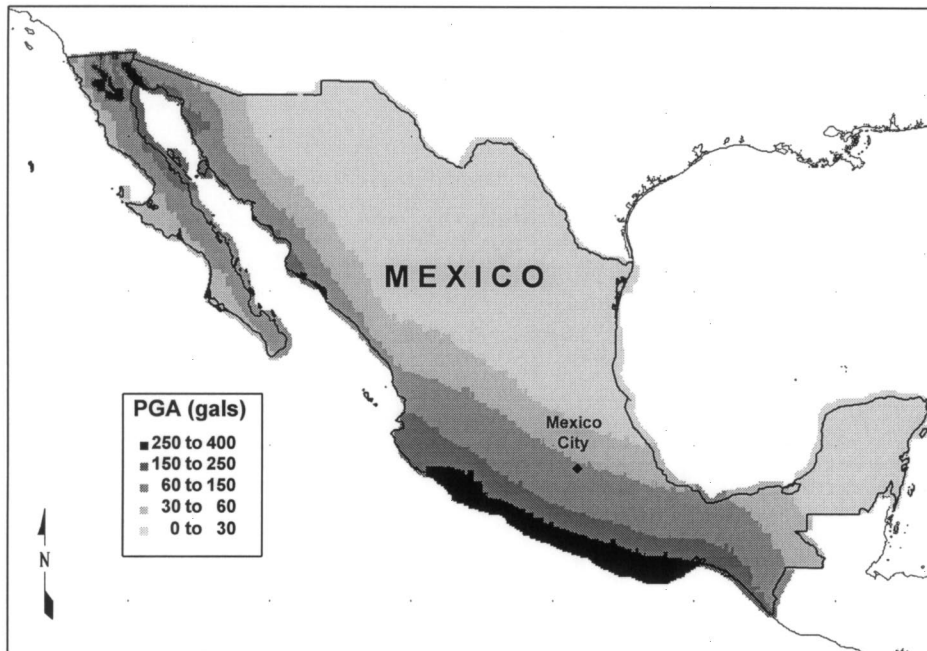 MEXICO
Mexico
City
PGA (gals)
250 to 400
150 to 250
60 to 150
30 to 60
0 to 30
N